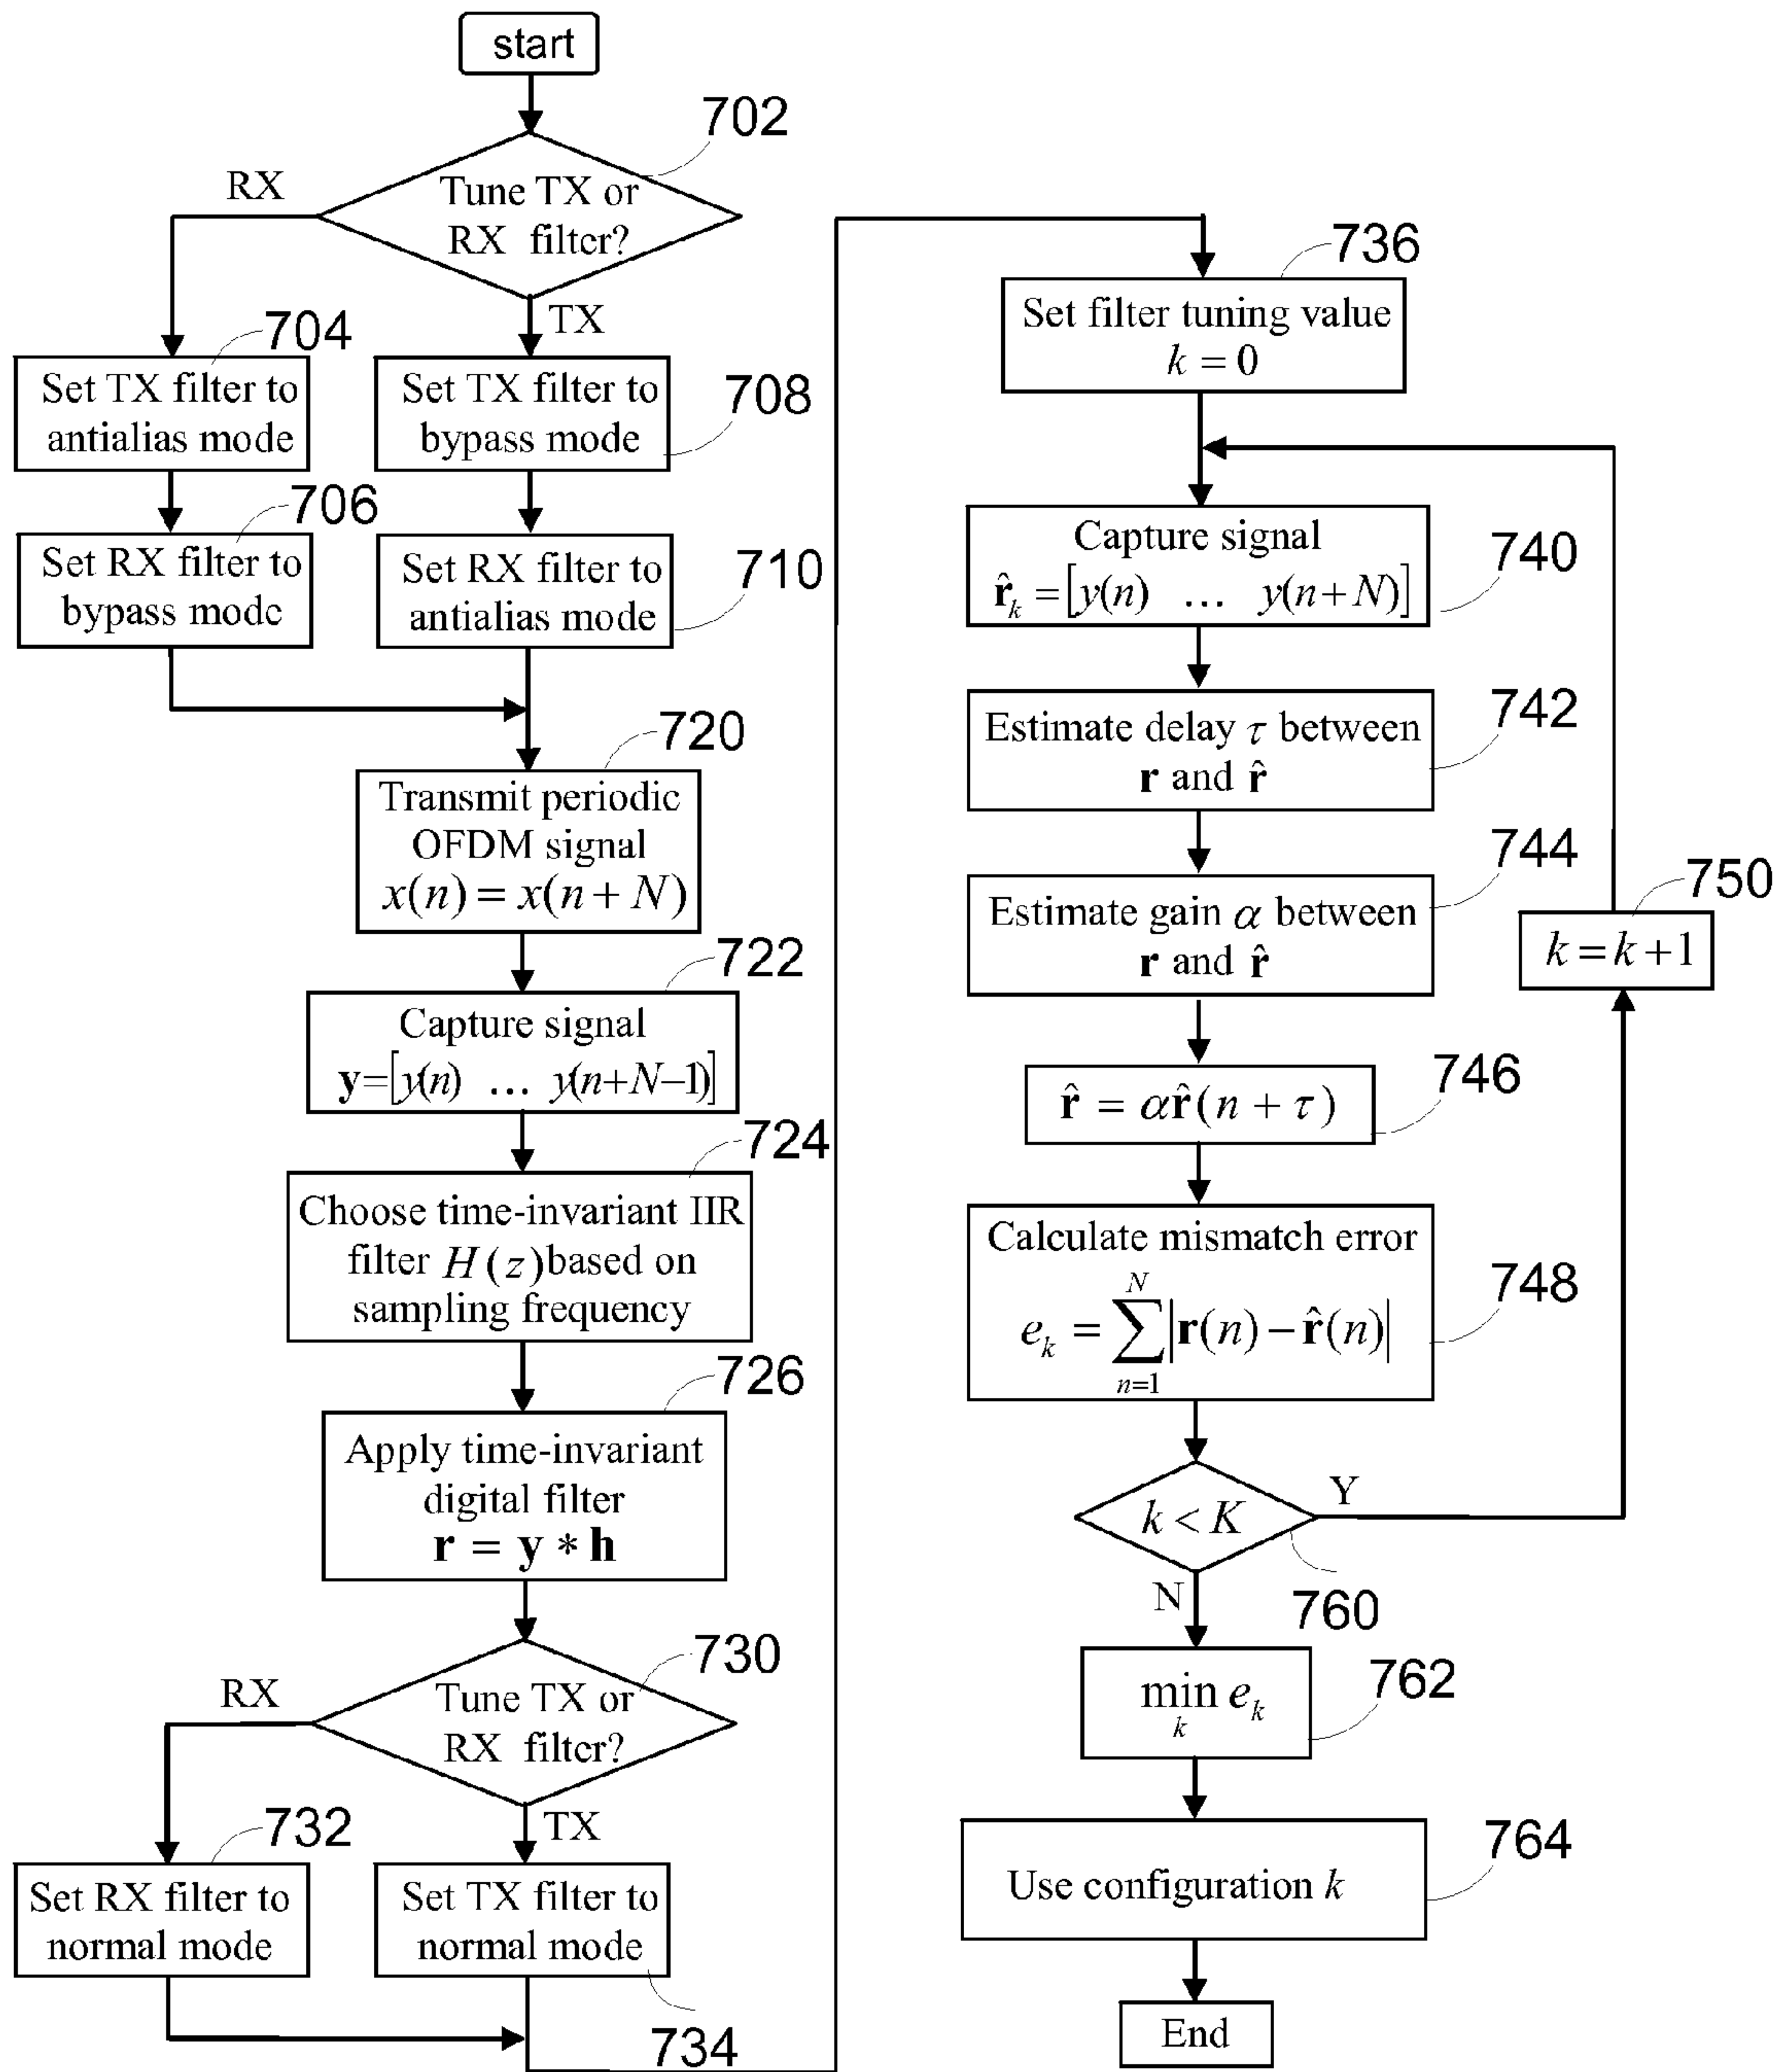 start
702
RX
Tune TX or
RX filter?
TX
704
Set TX filter to
antialias mode
708
Set TX filter to
bypass mode
706
Set RX filter to
bypass mode
710
Set RX filter to
antialias mode
720
Transmit periodic
OFDM signal
x(n) = x(n + N)
722
Capture signal
y=[y(n) … y(n+N−1)]
724
Choose time-invariant IIR
filter H(z) based on
sampling frequency
726
Apply time-invariant
digital filter
r = y * h
730
RX
Tune TX or
RX filter?
TX
732
Set RX filter to
normal mode
Set TX filter to
normal mode
734
736
Set filter tuning value
k = 0
740
Capture signal
r̂ₖ = [y(n) … y(n+N)]
742
Estimate delay τ between
r and r̂
744
Estimate gain α between
r and r̂
750
k = k + 1
746
r̂ = αr̂(n + τ)
748
Calculate mismatch error
eₖ = ∑ₙ₌₁ᴺ |r(n) − r̂(n)|
k < K
Y
N
760
762
min eₖ
k
764
Use configuration k
End